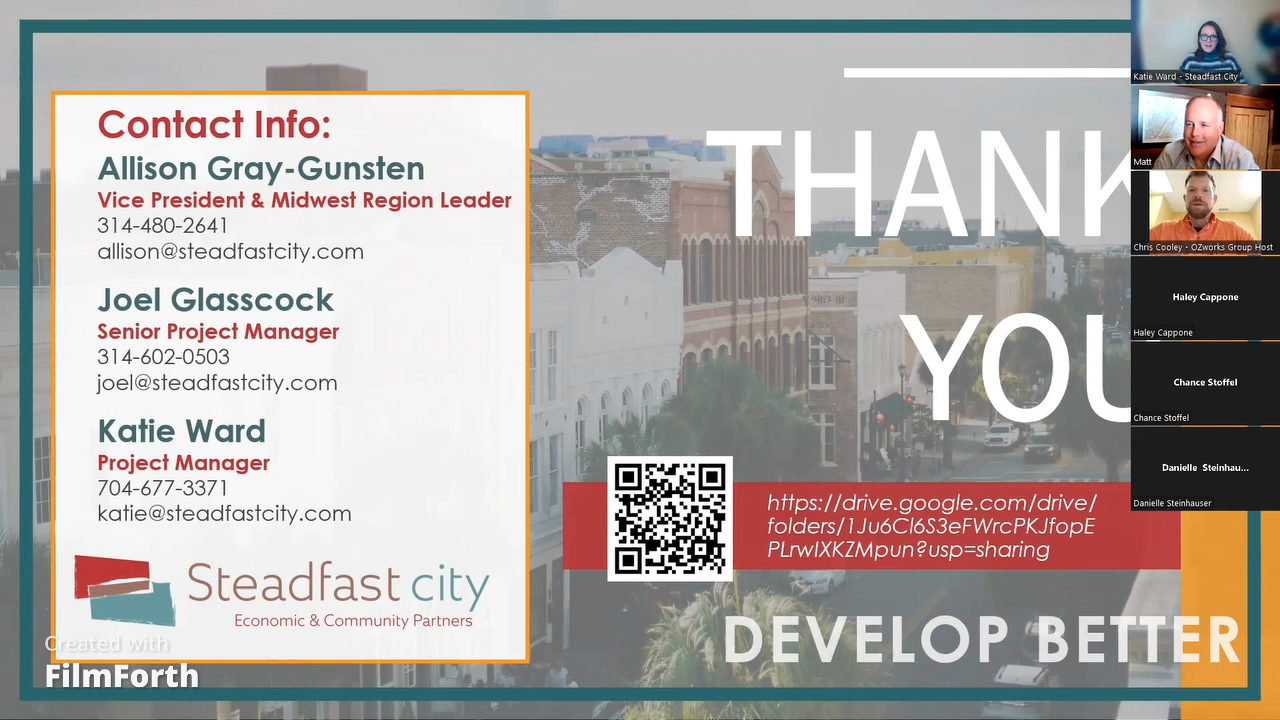 Contact Info:
Allison Gray-Gunsten
Vice President & Midwest Region Leader
314-480-2641
allison@steadfastcity.com
Joel Glasscock
Senior Project Manager
314-602-0503
joel@steadfastcity.com
Katie Ward
Project Manager
704-677-3371
katie@steadfastcity.com
Steadfast city
Economic & Community Partners
Created with
FilmForth
THANK
YOU
https://drive.google.com/drive/
folders/1Ju6Cl6S3eFWrcPKJfopE
PLrwIXKZMpun?usp=sharing
DEVELOP BETTER
Katie Ward - Steadfast City
Matt
Chris Cooley - OZworks Group Host
Haley Cappone
Haley Cappone
Chance Stoffel
Chance Stoffel
Danielle Steinhau...
Danielle Steinhauser